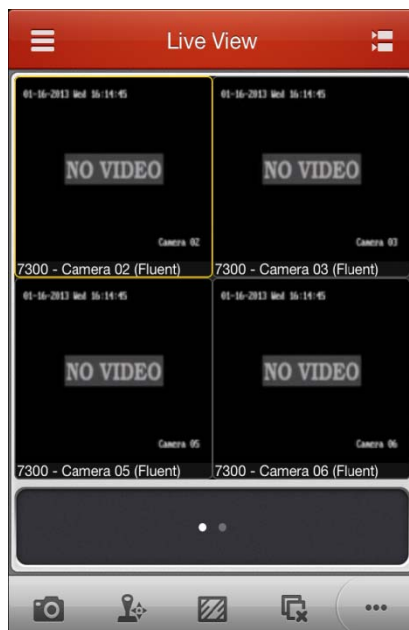 Live View
01-16-2013 Wed 16:14:45
01-16-2013 Wed 16:14:45
NO VIDEO
NO VIDEO
Camera 02
Camera 03
7300 - Camera 02 (Fluent)
7300 - Camera 03 (Fluent)
01-16-2013 Wed 16:14:45
01-16-2013 Wed 16:14:45
NO VIDEO
NO VIDEO
Camera 05
Camera 06
7300 - Camera 05 (Fluent)
7300 - Camera 06 (Fluent)